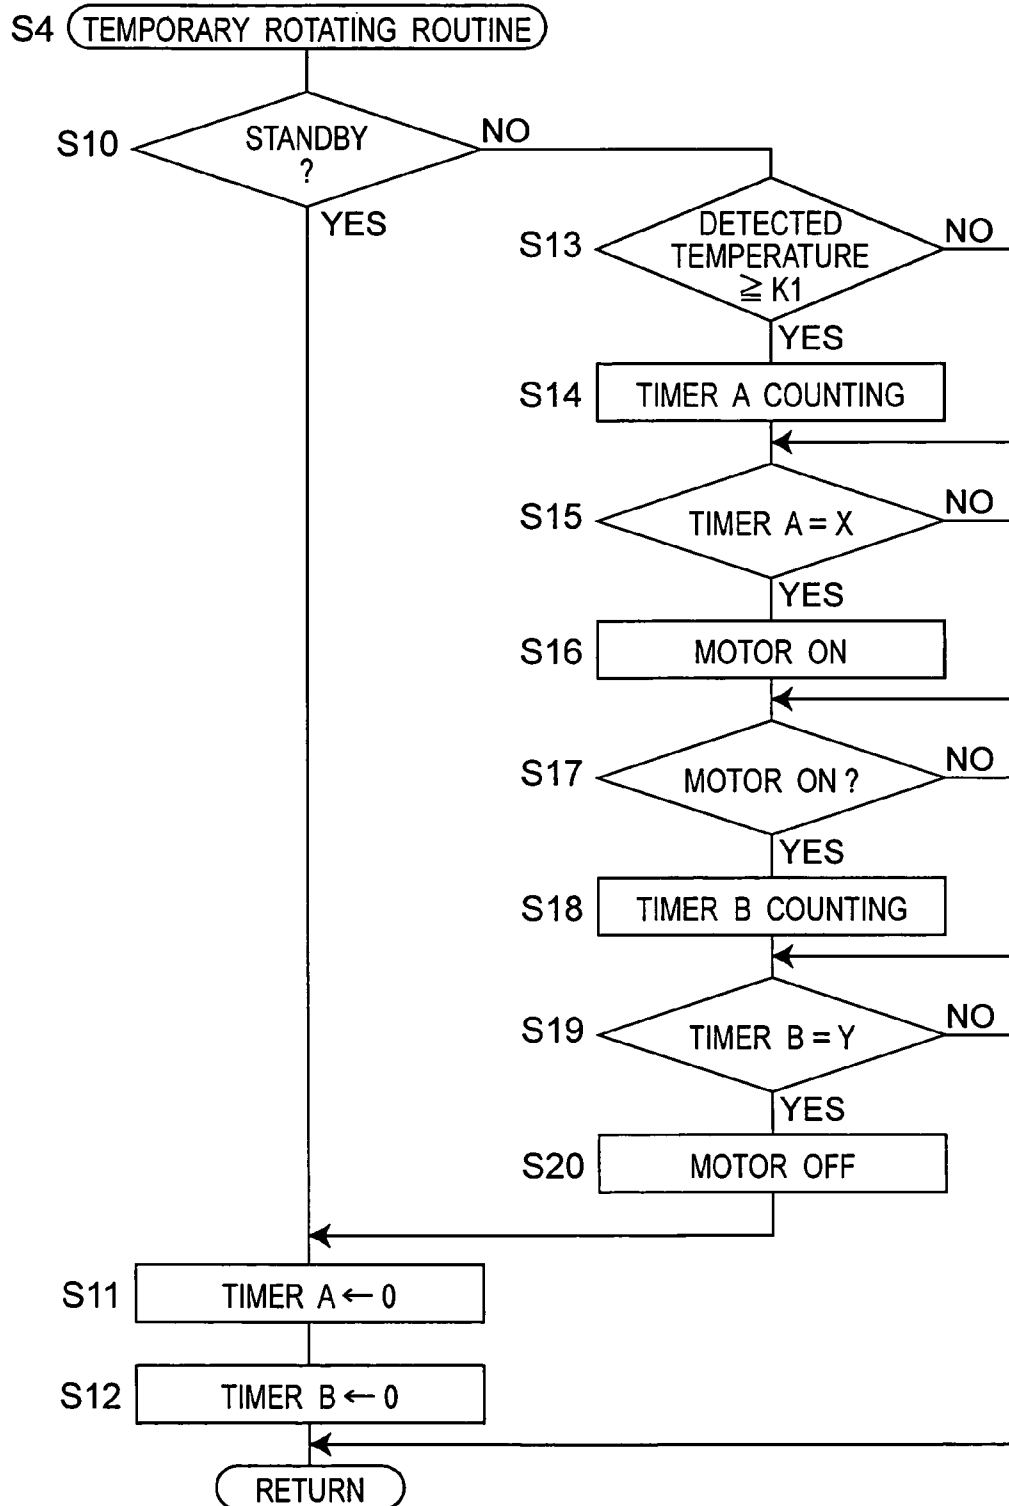 S4 TEMPORARY ROTATING ROUTINE
S10 STANDBY
?
NO
YES
S13 DETECTED
TEMPERATURE
≧ K1
NO
YES
S14 TIMER A COUNTING
S15 TIMER A = X
NO
YES
S16 MOTOR ON
S17 MOTOR ON ?
NO
YES
S18 TIMER B COUNTING
S19 TIMER B = Y
NO
YES
S20 MOTOR OFF
S11 TIMER A ← 0
S12 TIMER B ← 0
RETURN